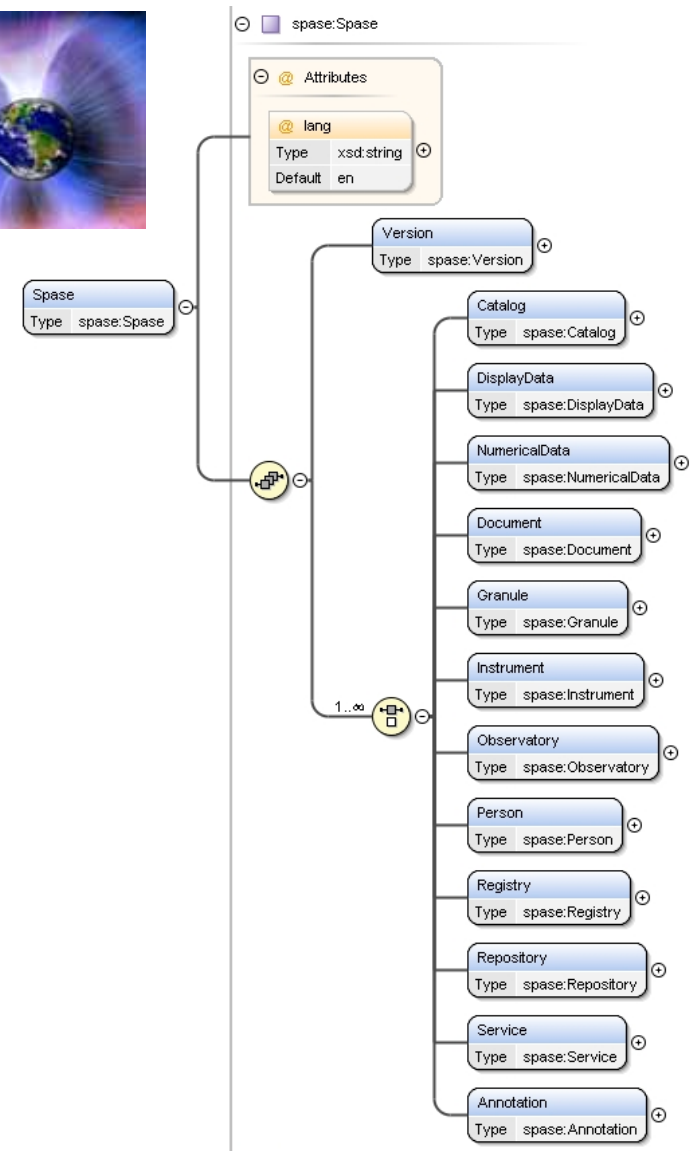 spase:Spase
@ Attributes
@ lang
Type xsd:string
Default en
Version
Type spase:Version
Spase
Type spase:Spase
Catalog
Type spase:Catalog
DisplayData
Type spase:DisplayData
NumericalData
Type spase:NumericalData
Document
Type spase:Document
Granule
Type spase:Granule
Instrument
Type spase:Instrument
1..∞
Observatory
Type spase:Observatory
Person
Type spase:Person
Registry
Type spase:Registry
Repository
Type spase:Repository
Service
Type spase:Service
Annotation
Type spase:Annotation